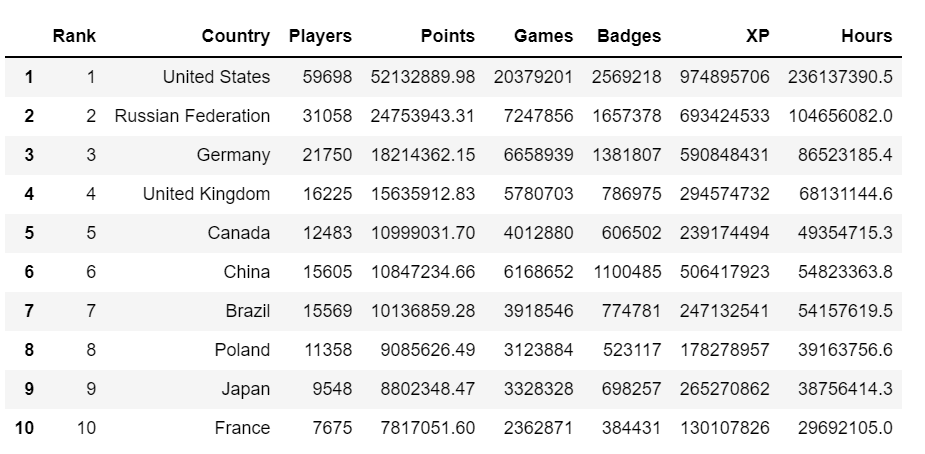 Rank Country Players Points Games Badges XP Hours
1 1 United States 59698 52132889.98 20379201 2569218 974895706 236137390.5
2 2 Russian Federation 31058 24753943.31 7247856 1657378 693424533 104656082.0
3 3 Germany 21750 18214362.15 6658939 1381807 590848431 86523185.4
4 4 United Kingdom 16225 15635912.83 5780703 786975 294574732 68131144.6
5 5 Canada 12483 10999031.70 4012880 606502 239174494 49354715.3
6 6 China 15605 10847234.66 6168652 1100485 506417923 54823363.8
7 7 Brazil 15569 10136859.28 3918546 774781 247132541 54157619.5
8 8 Poland 11358 9085626.49 3123884 523117 178278957 39163756.6
9 9 Japan 9548 8802348.47 3328328 698257 265270862 38756414.3
10 10 France 7675 7817051.60 2362871 384431 130107826 29692105.0